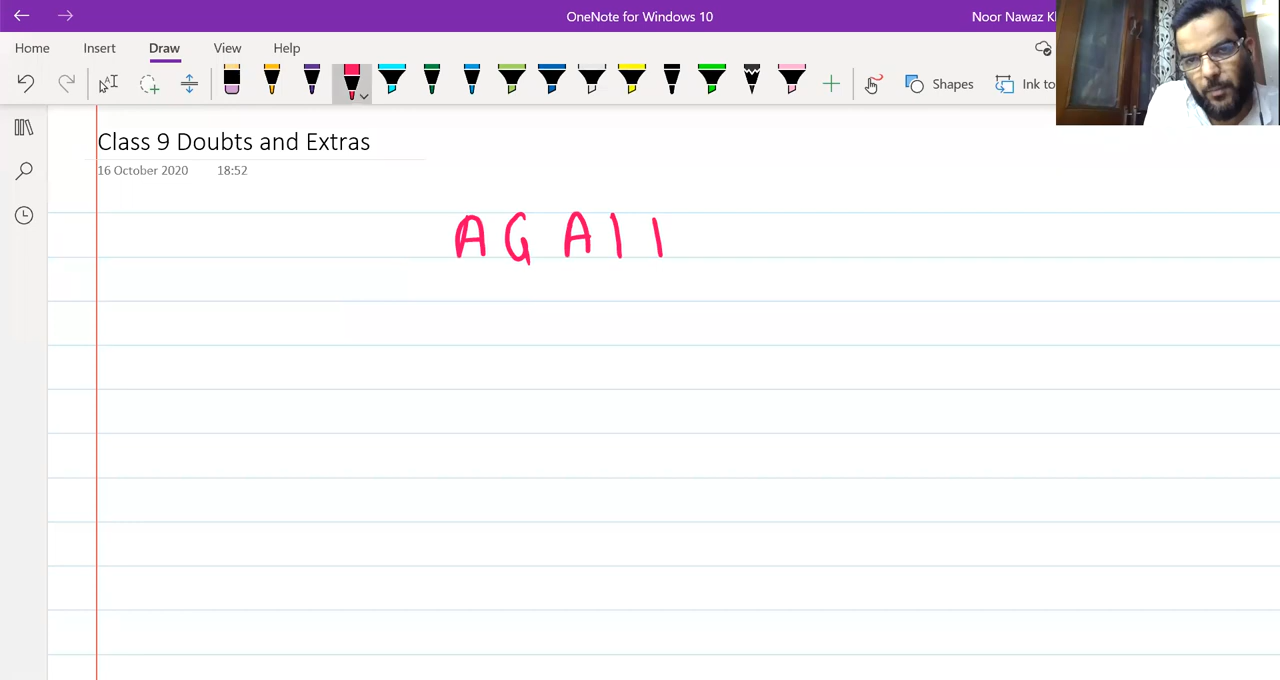 OneNote for Windows 10
Noor Nawaz Kh
Home Insert Draw View Help
Shapes
Ink to
Class 9 Doubts and Extras
16 October 2020 18:52
A G A I I